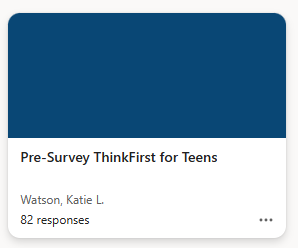 Pre-Survey ThinkFirst for Teens
Watson, Katie L.
82 responses